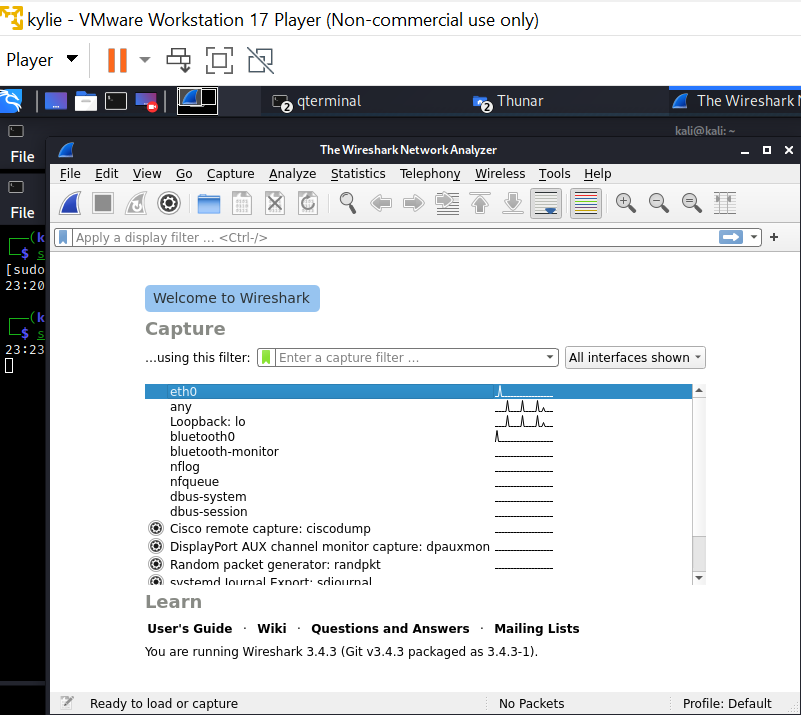 kylie - VMware Workstation 17 Player (Non-commercial use only)
Player
2 qterminal 2 Thunar The Wireshark N
kali@kali: ~
File
The Wireshark Network Analyzer
File Edit View Go Capture Analyze Statistics Telephony Wireless Tools Help
File
Apply a display filter … <Ctrl-/>
(k
$ s
[sudo
23:20
(k
$ s
23:23
Welcome to Wireshark
Capture
…using this filter: Enter a capture filter … All interfaces shown
eth0
any
Loopback: lo
bluetooth0
bluetooth-monitor
nflog
nfqueue
dbus-system
dbus-session
Cisco remote capture: ciscodump
DisplayPort AUX channel monitor capture: dpauxmon
Random packet generator: randpkt
systemd Journal Export: sdjournal
Learn
User's Guide · Wiki · Questions and Answers · Mailing Lists
You are running Wireshark 3.4.3 (Git v3.4.3 packaged as 3.4.3-1).
Ready to load or capture No Packets Profile: Default